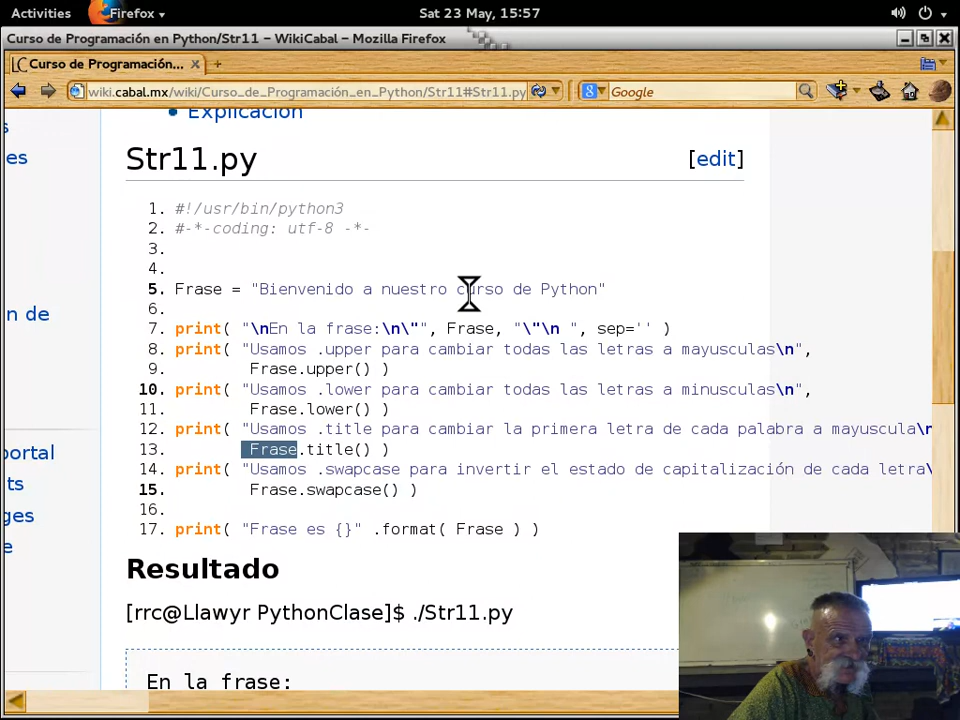 Activities Firefox Sat 23 May, 15:57
Curso de Programación en Python/Str11 – WikiCabal – Mozilla Firefox
LC Curso de Programación... × +
wiki.cabal.mx/wiki/Curso_de_Programación_en_Python/Str11#Str11.py 8 Google
s
• Explicación
es
Str11.py [edit]
1. #!/usr/bin/python3
2. #-*-coding: utf-8 -*-
3.
4.
5. Frase = "Bienvenido a nuestro curso de Python"
on de
6.
7. print( "\nEn la frase:\n\"", Frase, "\"\n ", sep='' )
8. print( "Usamos .upper para cambiar todas las letras a mayusculas\n",
9. Frase.upper() )
10. print( "Usamos .lower para cambiar todas las letras a minusculas\n",
11. Frase.lower() )
12. print( "Usamos .title para cambiar la primera letra de cada palabra a mayuscula\n
13. Frase.title() )
portal
14. print( "Usamos .swapcase para invertir el estado de capitalización de cada letra\
ts
15. Frase.swapcase() )
ges
16.
17. print( "Frase es {}" .format( Frase ) )
e
Resultado
[rrc@Llawyr PythonClase]$ ./Str11.py
En la frase: